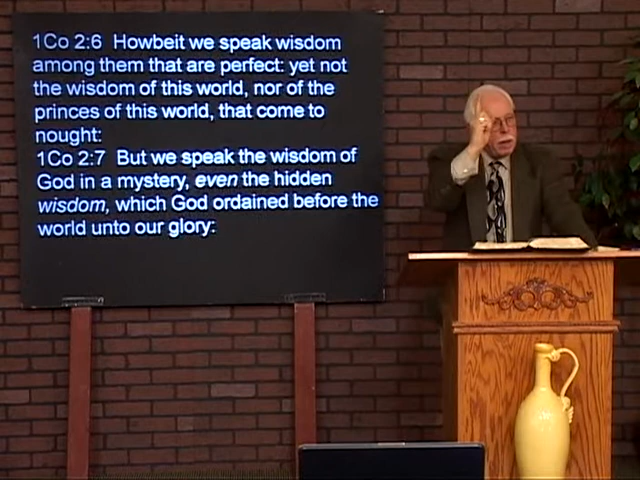 1Co 2:6 Howbeit we speak wisdom
among them that are perfect: yet not
the wisdom of this world, nor of the
princes of this world, that come to
nought:
1Co 2:7 But we speak the wisdom of
God in a mystery, even the hidden
wisdom, which God ordained before the
world unto our glory: